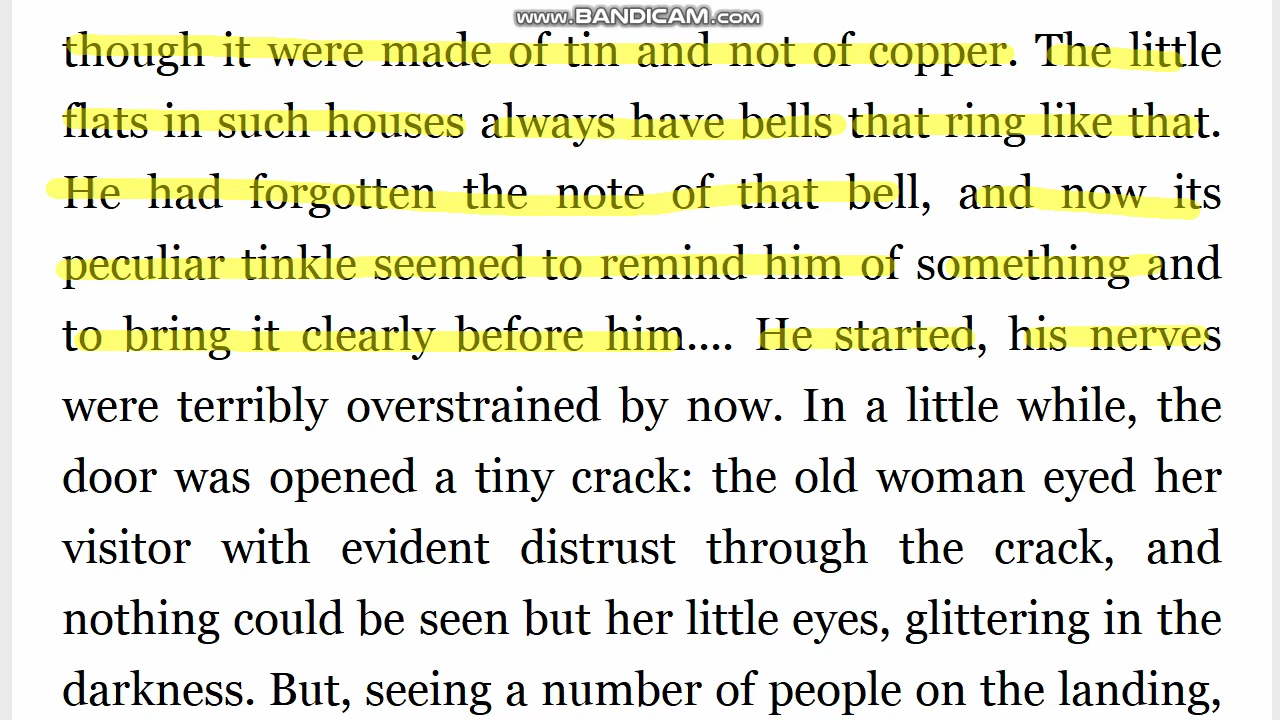 www.BANDICAM.com
though it were made of tin and not of copper. The little
flats in such houses always have bells that ring like that.
He had forgotten the note of that bell, and now its
peculiar tinkle seemed to remind him of something and
to bring it clearly before him.... He started, his nerves
were terribly overstrained by now. In a little while, the
door was opened a tiny crack: the old woman eyed her
visitor with evident distrust through the crack, and
nothing could be seen but her little eyes, glittering in the
darkness. But, seeing a number of people on the landing,